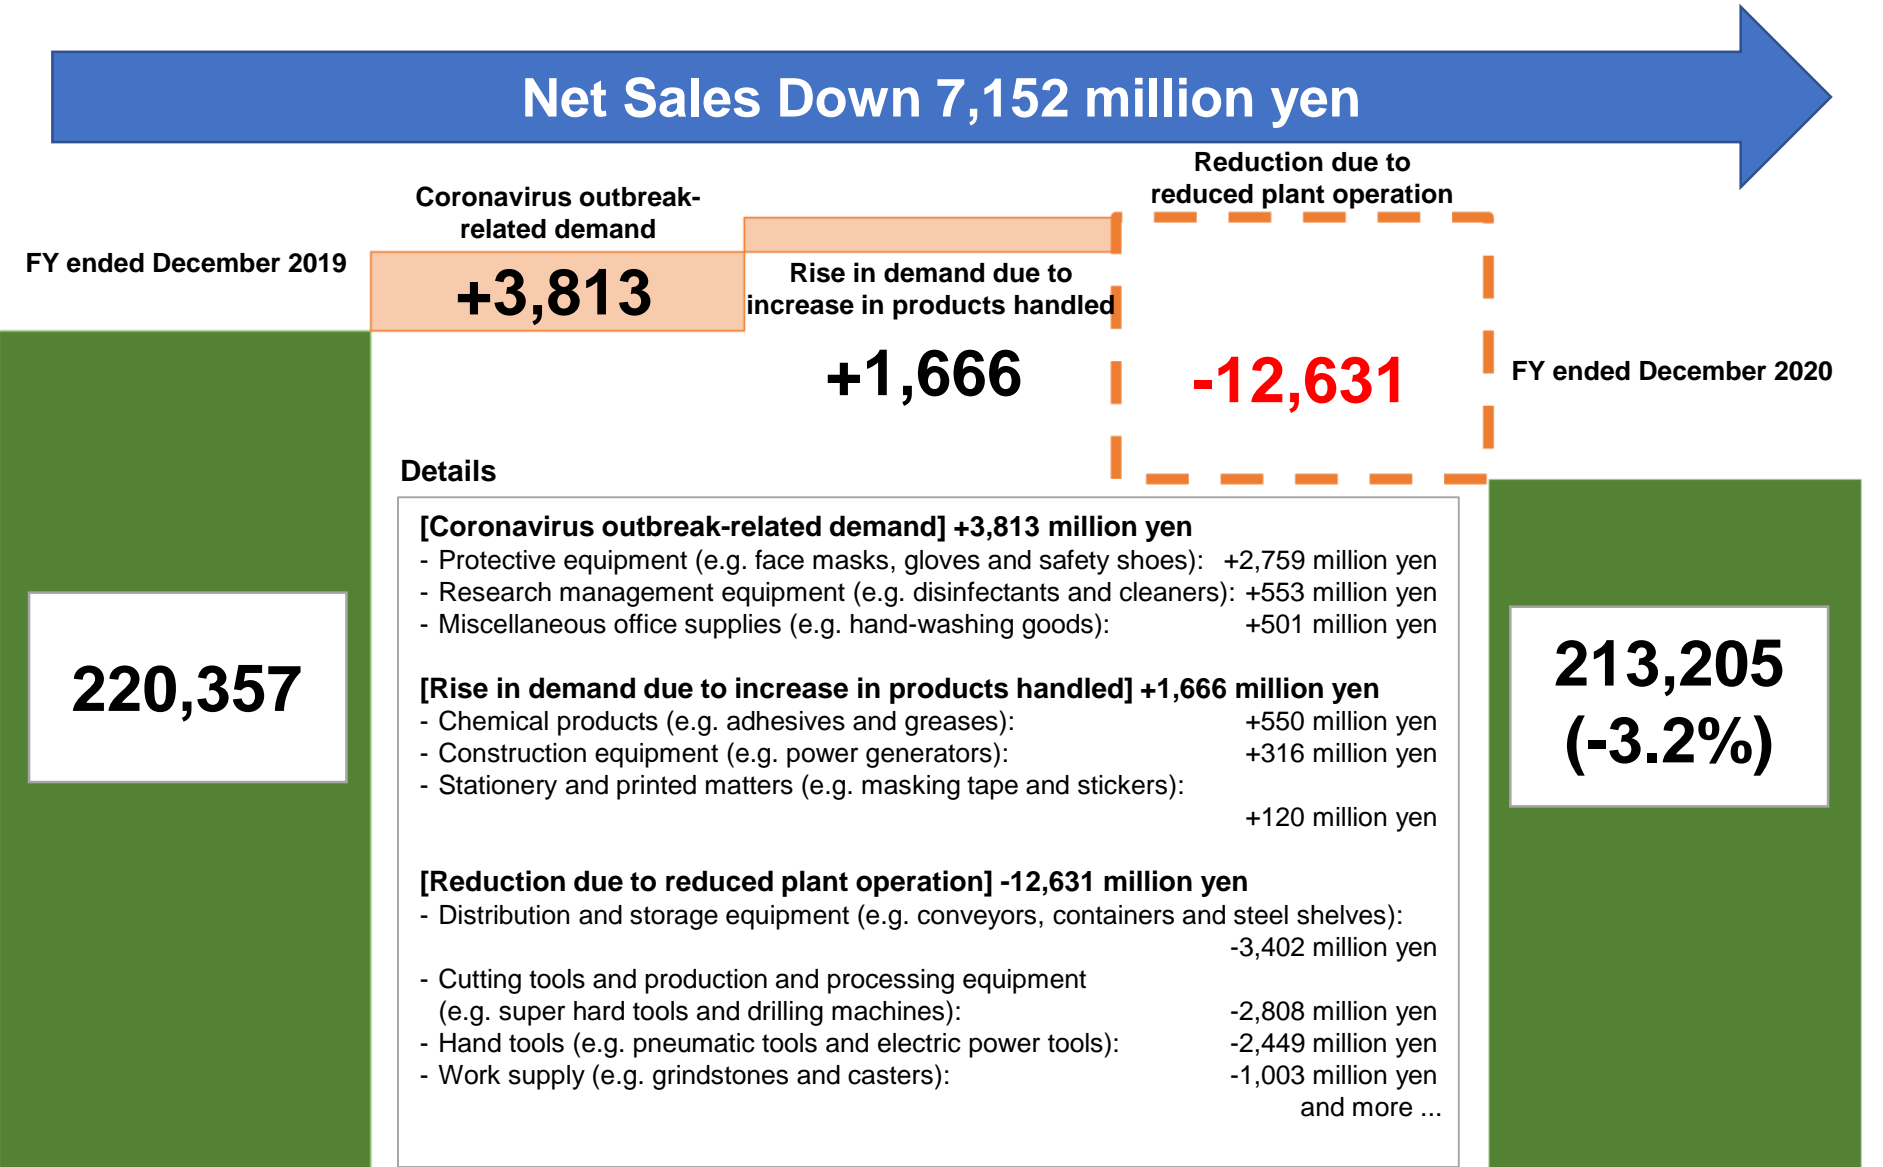 Net Sales Down 7,152 million yen
Reduction due to
reduced plant operation
Coronavirus outbreak-
related demand
FY ended December 2019
+3,813
Rise in demand due to
increase in products handled
+1,666
-12,631
FY ended December 2020
Details
[Coronavirus outbreak-related demand] +3,813 million yen
- Protective equipment (e.g. face masks, gloves and safety shoes): +2,759 million yen
- Research management equipment (e.g. disinfectants and cleaners): +553 million yen
- Miscellaneous office supplies (e.g. hand-washing goods): +501 million yen
[Rise in demand due to increase in products handled] +1,666 million yen
- Chemical products (e.g. adhesives and greases): +550 million yen
- Construction equipment (e.g. power generators): +316 million yen
- Stationery and printed matters (e.g. masking tape and stickers):
+120 million yen
[Reduction due to reduced plant operation] -12,631 million yen
- Distribution and storage equipment (e.g. conveyors, containers and steel shelves):
-3,402 million yen
- Cutting tools and production and processing equipment
(e.g. super hard tools and drilling machines): -2,808 million yen
- Hand tools (e.g. pneumatic tools and electric power tools): -2,449 million yen
- Work supply (e.g. grindstones and casters): -1,003 million yen
and more ...
220,357
213,205
(-3.2%)